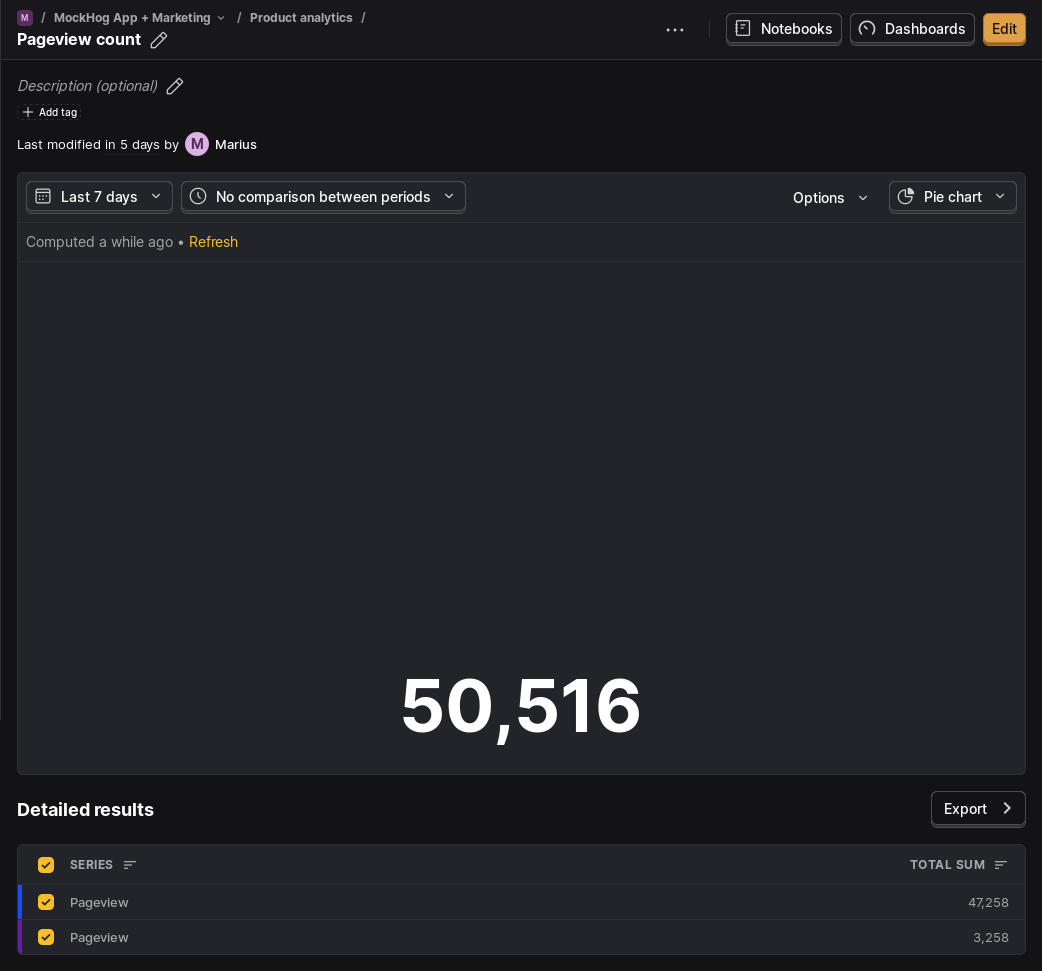 M / MockHog App + Marketing / Product analytics /
Pageview count
Notebooks
Dashboards
Edit
Description (optional)
Add tag
Last modified in 5 days by M Marius
Last 7 days
No comparison between periods
Options
Pie chart
Computed a while ago • Refresh
50,516
Detailed results
Export
SERIES TOTAL SUM
Pageview 47,258
Pageview 3,258